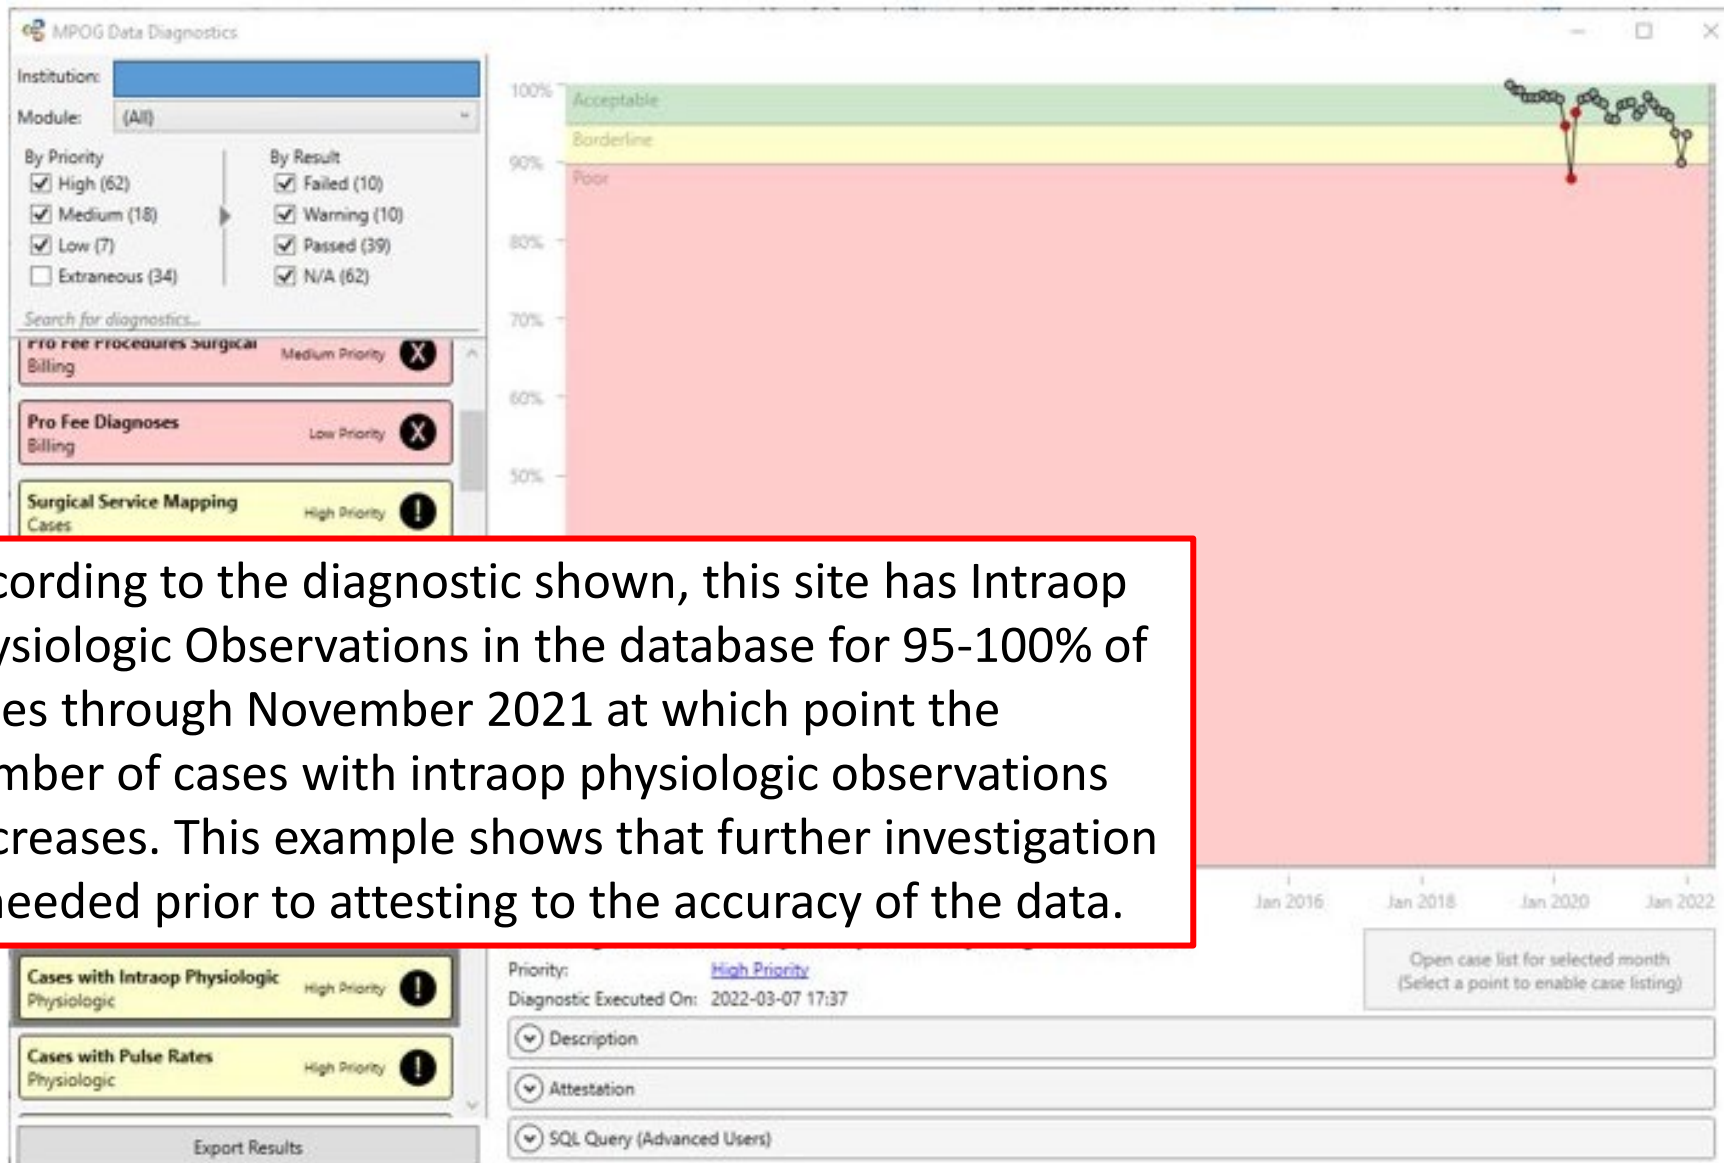 MPOG Data Diagnostics
Institution:
Module: (All)
By Priority
High (62)
Medium (18)
Low (7)
Extraneous (34)
By Result
Failed (10)
Warning (10)
Passed (39)
N/A (62)
Search for diagnostics...
Pro Fee Procedures Surgical
Billing
Medium Priority
Pro Fee Diagnoses
Billing
Low Priority
Surgical Service Mapping
Cases
High Priority
100%
90%
80%
70%
60%
50%
Acceptable
Borderline
Poor
cording to the diagnostic shown, this site has Intraop
ysiologic Observations in the database for 95-100% of
es through November 2021 at which point the
mber of cases with intraop physiologic observations
creases. This example shows that further investigation
needed prior to attesting to the accuracy of the data.
Jan 2016
Jan 2018
Jan 2020
Jan 2022
Cases with Intraop Physiologic
Physiologic
High Priority
Cases with Pulse Rates
Physiologic
High Priority
Export Results
Priority: High Priority
Diagnostic Executed On: 2022-03-07 17:37
Open case list for selected month
(Select a point to enable case listing)
Description
Attestation
SQL Query (Advanced Users)